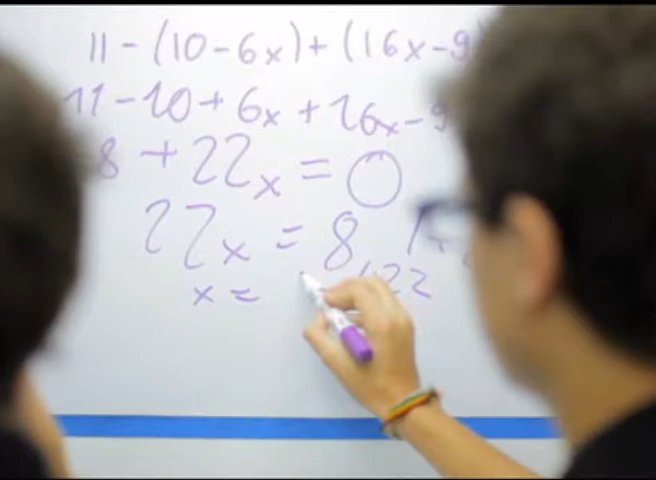 11 - (10 - 6x) + (16x - 9
11 - 10 + 6x + 16x - 9
8 + 22x = 0
22x = 8
x = 22